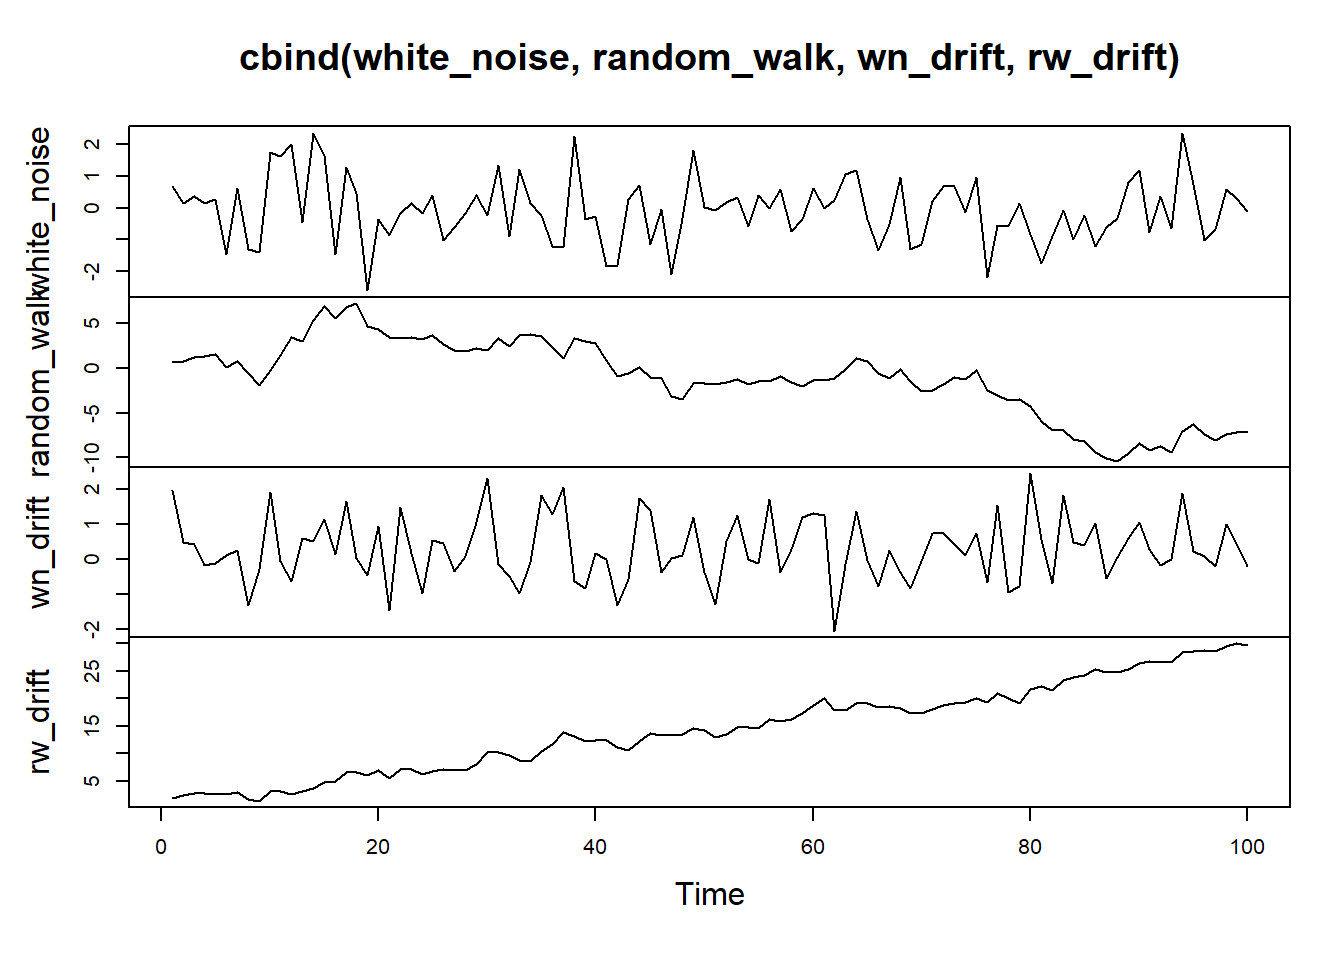 cbind(white_noise, random_walk, wn_drift, rw_drift)
white_noise
2
1
0
-2
random_walk
5
0
-5
-10
wn_drift
2
1
0
-2
rw_drift
25
15
5
0 20 40 60 80 100
Time